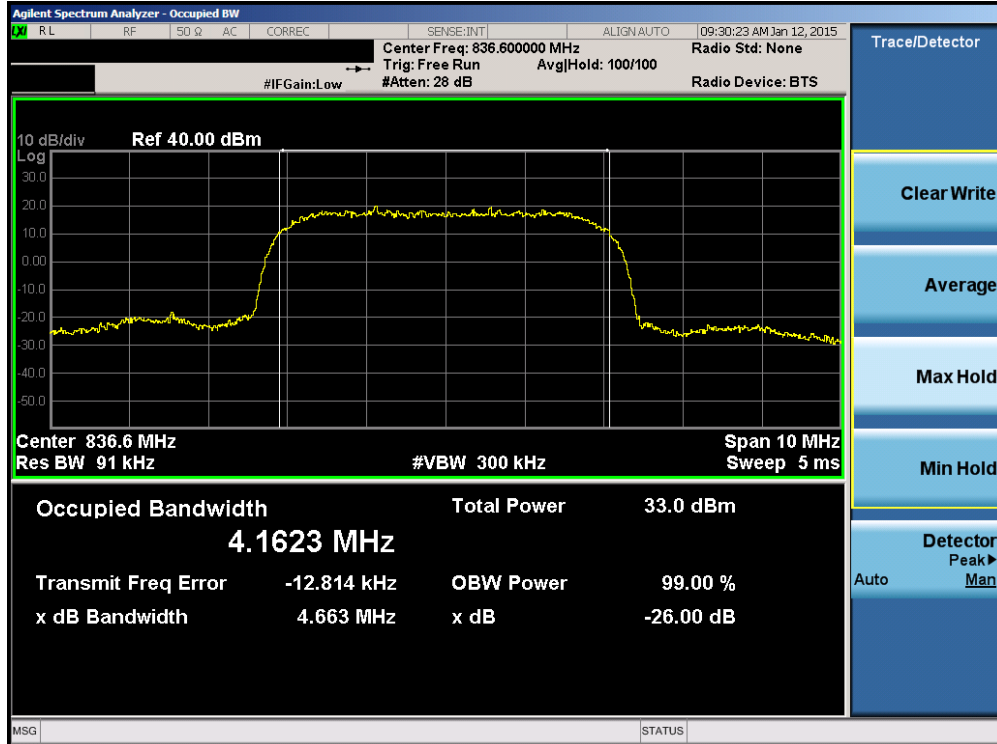 Agilent Spectrum Analyzer - Occupied BW
LXI RL RF 50 Ω AC CORREC SENSE:INT ALIGN AUTO 09:30:23 AM Jan 12, 2015
Center Freq: 836.600000 MHz Radio Std: None
Trig: Free Run Avg|Hold: 100/100
#IFGain:Low #Atten: 28 dB Radio Device: BTS
Trace/Detector
10 dB/div Ref 40.00 dBm
Log
30.0
20.0
10.0
0.00
-10.0
-20.0
-30.0
-50.0
Center 836.6 MHz Span 10 MHz
Res BW 91 kHz #VBW 300 kHz Sweep 5 ms
Occupied Bandwidth Total Power 33.0 dBm
4.1623 MHz
Transmit Freq Error -12.814 kHz OBW Power 99.00 %
x dB Bandwidth 4.663 MHz x dB -26.00 dB
Clear Write
Average
Max Hold
Min Hold
Detector
Peak▶
Auto Man
MSG STATUS